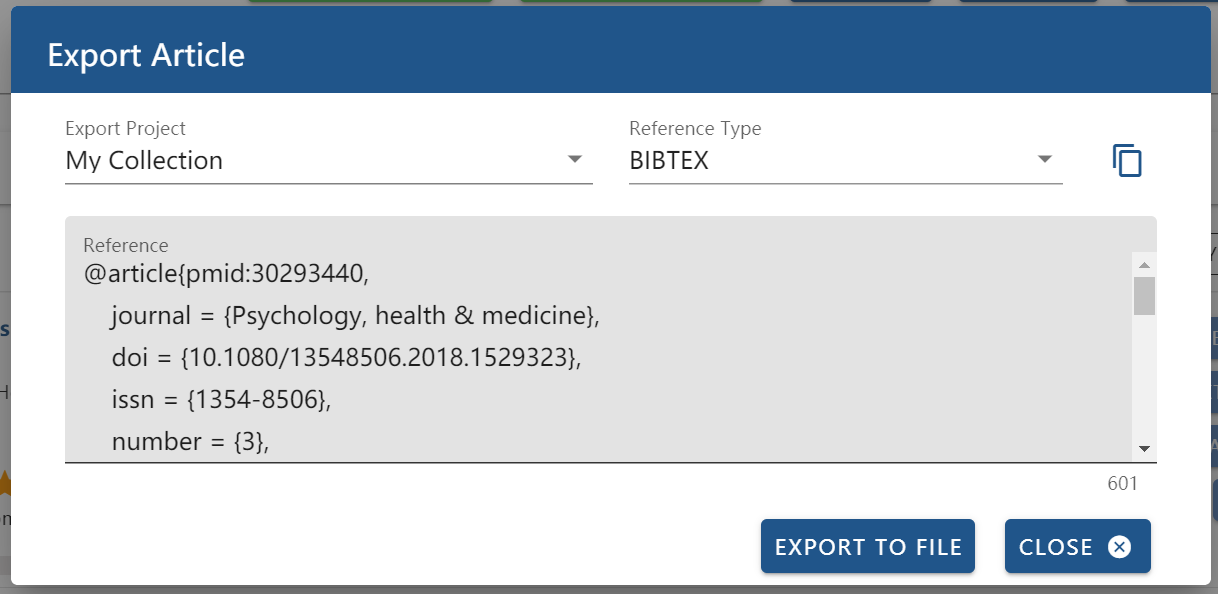 Export Article
Export Project
Reference Type
My Collection
BIBTEX
Reference
@article{pmid:30293440,
journal = {Psychology, health & medicine},
doi = {10.1080/13548506.2018.1529323},
issn = {1354-8506},
number = {3},
601
EXPORT TO FILE
CLOSE